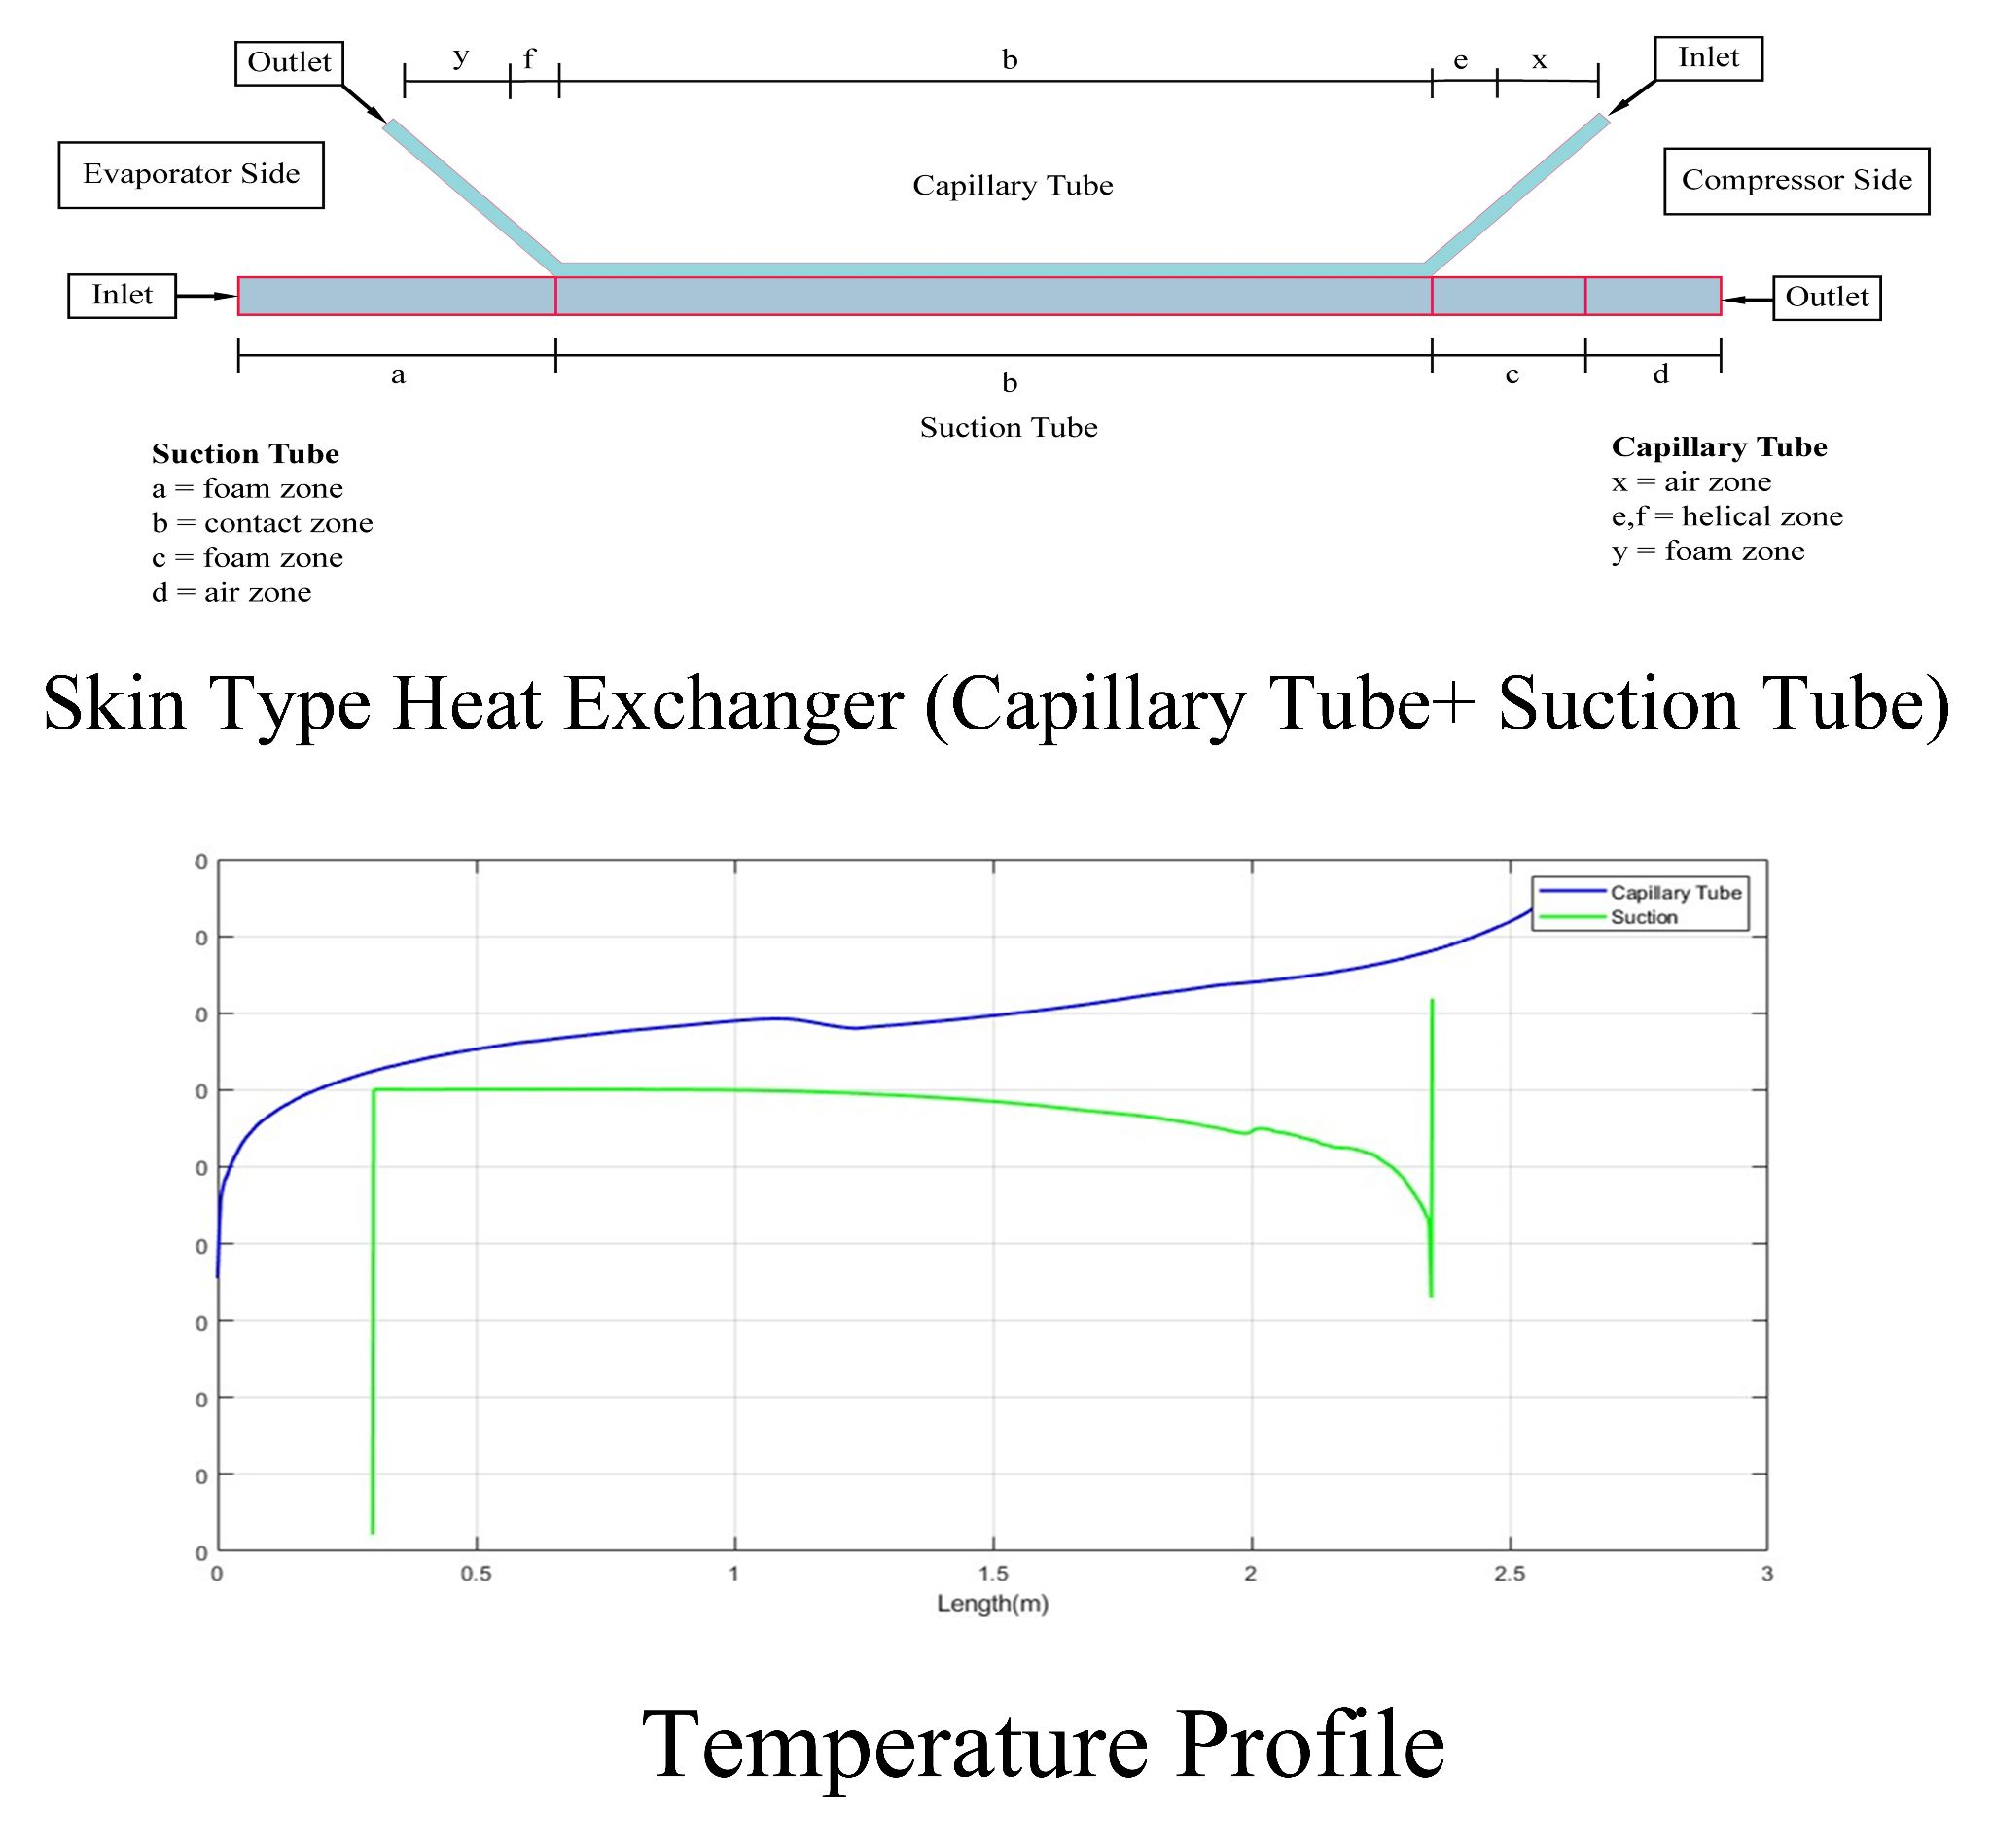 Outlet
y
f
b
e
x
Inlet
Evaporator Side
Capillary Tube
Compressor Side
Inlet
Outlet
a
b
c
d
Suction Tube
Suction Tube
a = foam zone
b = contact zone
c = foam zone
d = air zone
Capillary Tube
x = air zone
e,f = helical zone
y = foam zone
Skin Type Heat Exchanger (Capillary Tube+ Suction Tube)
0
0
0
0
0
0
0
0
0
0
Capillary Tube
Suction
0
0.5
1
1.5
2
2.5
3
Length(m)
Temperature Profile